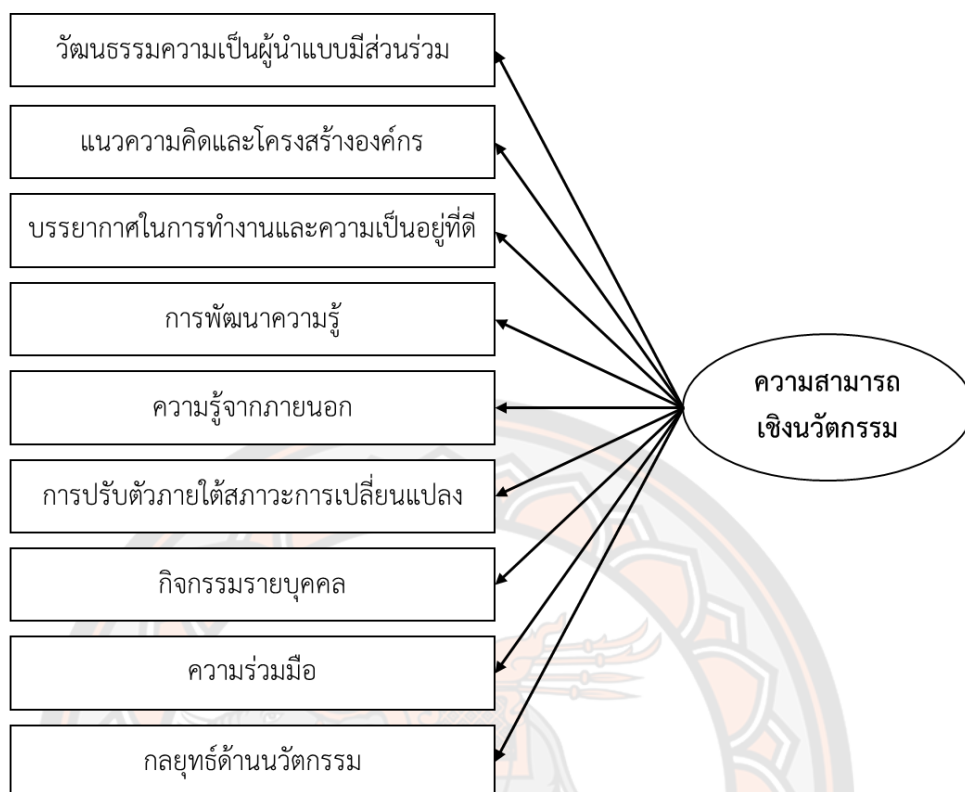 วัฒนธรรมความเป็นผู้นำแบบมีส่วนร่วม
แนวความคิดและโครงสร้างองค์กร
บรรยากาศในการทำงานและความเป็นอยู่ที่ดี
การพัฒนาความรู้
ความรู้จากภายนอก
การปรับตัวภายใต้สภาวะการเปลี่ยนแปลง
กิจกรรมรายบุคคล
ความร่วมมือ
กลยุทธ์ด้านนวัตกรรม
ความสามารถ
เชิงนวัตกรรม